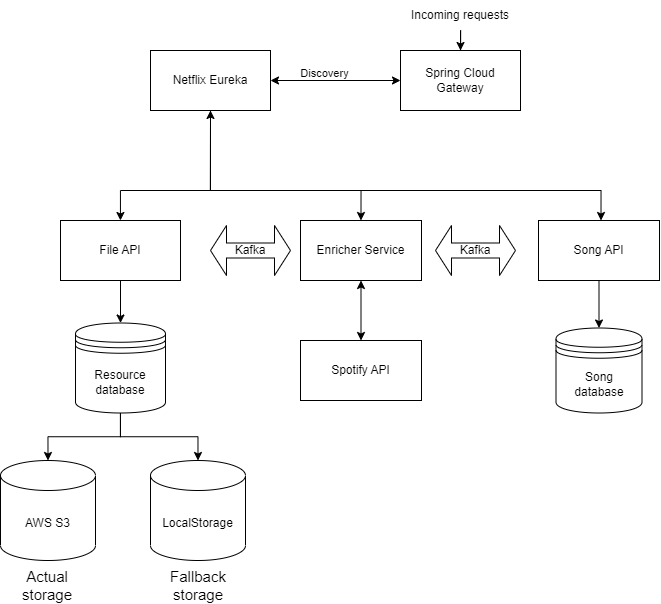 Incoming requests
Netflix Eureka
Discovery
Spring Cloud
Gateway
File API
Kafka
Enricher Service
Kafka
Song API
Resource
database
Spotify API
Song
database
AWS S3
LocalStorage
Actual
storage
Fallback
storage